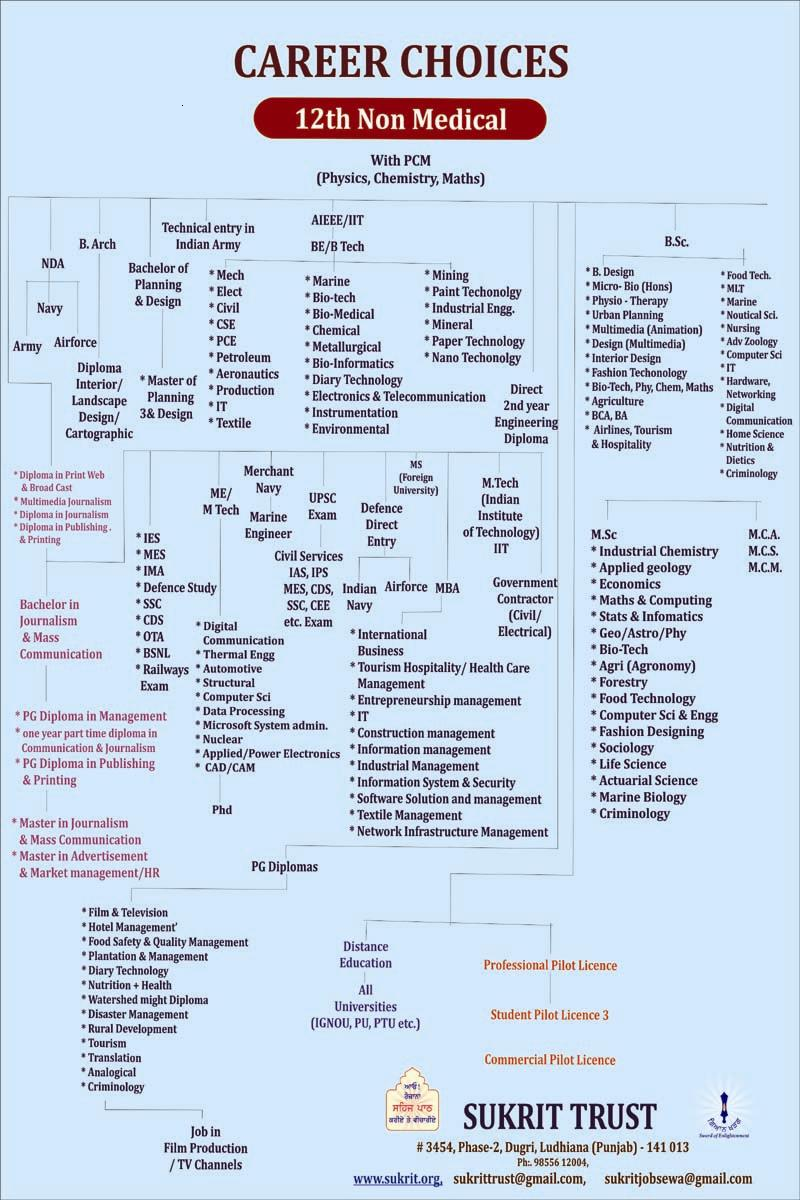 CAREER CHOICES
12th Non Medical
With PCM
(Physics, Chemistry, Maths)
NDA
Navy
Army
Airforce
B. Arch
Diploma
Interior/
Landscape
Design/
Cartographic
Bachelor of
Planning
& Design
* Master of
Planning
3& Design
Technical entry in
Indian Army
AIEEE/IIT
BE/B Tech
* Mech
* Elect
* Civil
* CSE
* PCE
* Petroleum
* Aeronautics
* Production
* IT
* Textile
* Marine
* Bio-tech
* Bio-Medical
* Chemical
* Metallurgical
* Bio-Informatics
* Diary Technology
* Electronics & Telecommunication
* Instrumentation
* Environmental
* Mining
* Paint Techonolgy
* Industrial Engg.
* Mineral
* Paper Technology
* Nano Techonolgy
Direct
2nd year
Engineering
Diploma
B.Sc.
* B. Design
* Micro- Bio (Hons)
* Physio - Therapy
* Urban Planning
* Multimedia (Animation)
* Design (Multimedia)
* Interior Design
* Fashion Techonology
* Bio-Tech, Phy, Chem, Maths
* Agriculture
* BCA, BA
* Airlines, Tourism
& Hospitality
* Food Tech.
* MLT
* Marine
* Noutical Sci.
* Nursing
* Adv Zoology
* Computer Sci
* IT
* Hardware,
Networking
* Digital
Communication
* Home Science
* Nutrition &
Dietics
* Criminology
* Diploma in Print Web
& Broad Cast
* Multimedia Journalism
* Diploma in Journalism
* Diploma in Publishing .
& Printing
Bachelor in
Journalism
& Mass
Communication
* PG Diploma in Management
* one year part time diploma in
Communication & Journalism
* PG Diploma in Publishing
& Printing
* Master in Journalism
& Mass Communication
* Master in Advertisement
& Market management/HR
* IES
* MES
* IMA
* Defence Study
* SSC
* CDS
* OTA
* BSNL
* Railways
Exam
ME/
M Tech
* Digital
Communication
* Thermal Engg
* Automotive
* Structural
* Computer Sci
* Data Processing
* Microsoft System admin.
* Nuclear
* Applied/Power Electronics
* CAD/CAM
Phd
Merchant
Navy
Marine
Engineer
UPSC
Exam
Civil Services
IAS, IPS
MES, CDS,
SSC, CEE
etc. Exam
Defence
Direct
Entry
Indian
Navy
Airforce
MS
(Foreign
University)
MBA
* International
Business
* Tourism Hospitality/ Health Care
Management
* Entrepreneurship management
* IT
* Construction management
* Information management
* Industrial Management
* Information System & Security
* Software Solution and management
* Textile Management
* Network Infrastructure Management
M.Tech
(Indian
Institute
of Technology)
IIT
Government
Contractor
(Civil/
Electrical)
M.Sc
* Industrial Chemistry
* Applied geology
* Economics
* Maths & Computing
* Stats & Infomatics
* Geo/Astro/Phy
* Bio-Tech
* Agri (Agronomy)
* Forestry
* Food Technology
* Computer Sci & Engg
* Fashion Designing
* Sociology
* Life Science
* Actuarial Science
* Marine Biology
* Criminology
M.C.A.
M.C.S.
M.C.M.
PG Diplomas
* Film & Television
* Hotel Management'
* Food Safety & Quality Management
* Plantation & Management
* Diary Technology
* Nutrition + Health
* Watershed might Diploma
* Disaster Management
* Rural Development
* Tourism
* Translation
* Analogical
* Criminology
Job in
Film Production
/ TV Channels
Distance
Education
All
Universities
(IGNOU, PU, PTU etc.)
Professional Pilot Licence
Student Pilot Licence 3
Commercial Pilot Licence
ਆਓ!
ਰੋਜ਼ਾਨਾ
ਸਹਿਜ ਪਾਠ
ਕਰੀਏ ਤੇ ਵੀਚਾਰੀਏ
SUKRIT TRUST
ਗਿਆਨ ਖੜਗ
Sword of Enlightenment
# 3454, Phase-2, Dugri, Ludhiana (Punjab) - 141 013
Ph:. 98556 12004,
www.sukrit.org, sukrittrust@gmail.com, sukritjobsewa@gmail.com